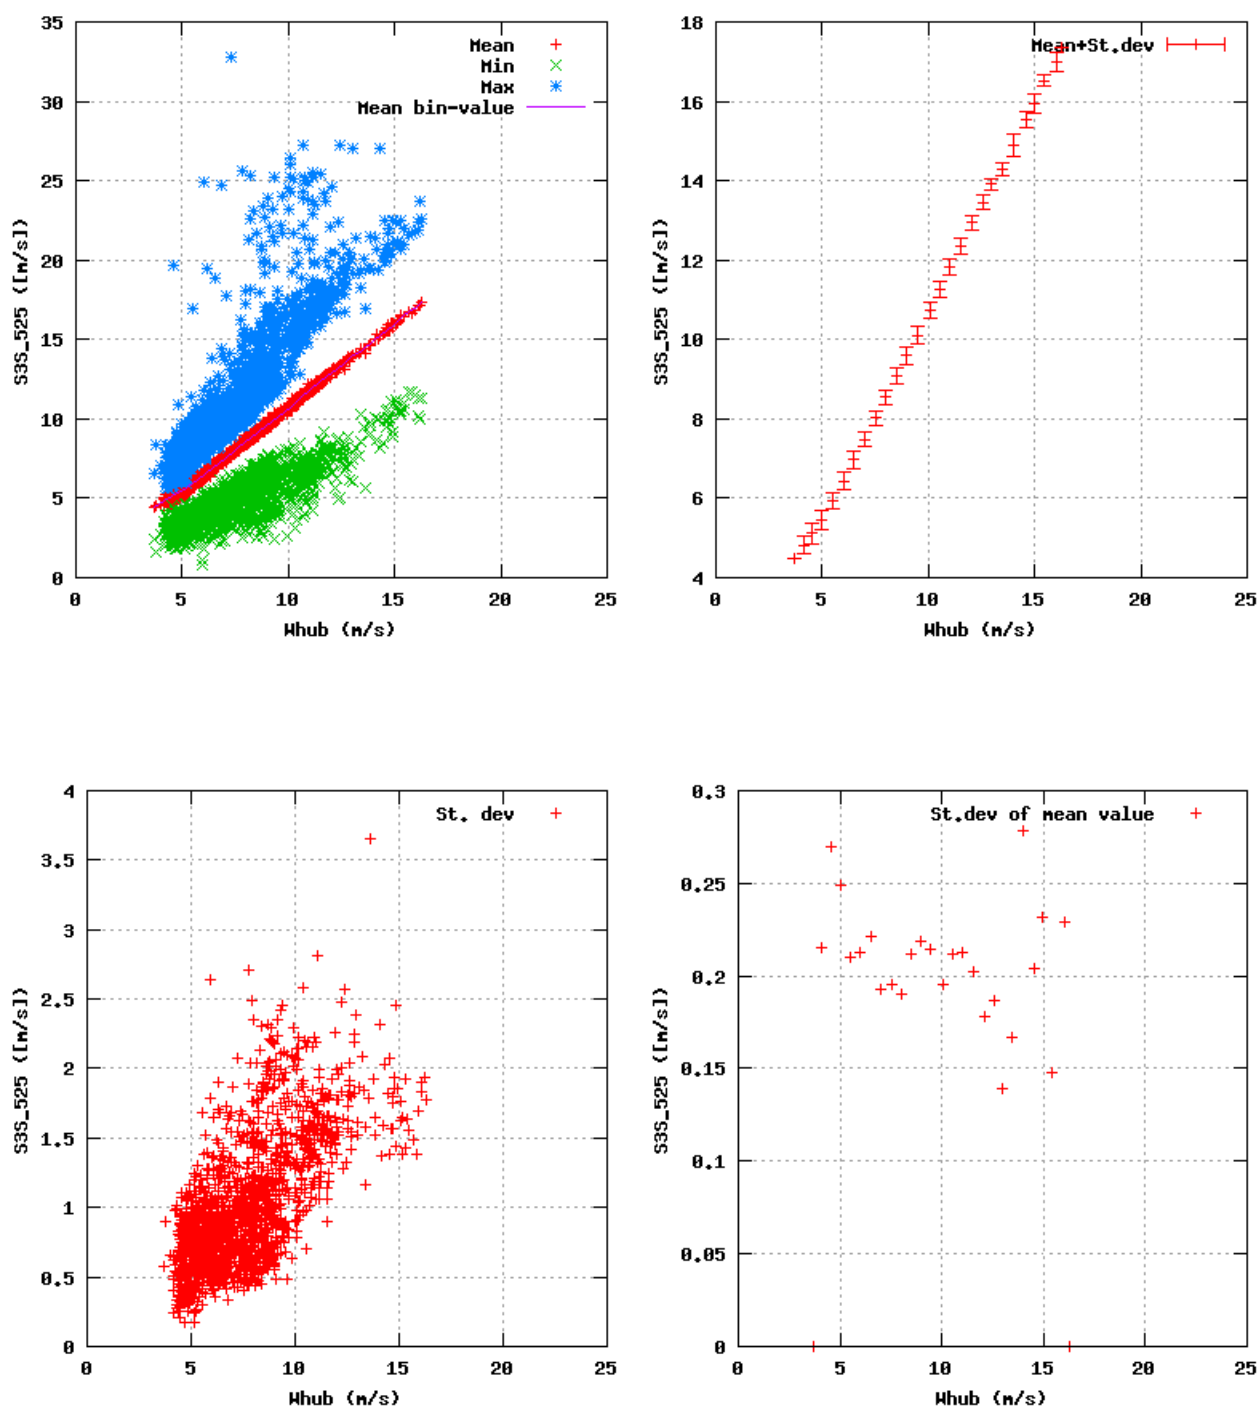 35
30
25
20
15
10
5
0
S3S_525 ([m/s])
Mean
Min
Max
Mean bin-value
0 5 10 15 20 25
Whub (m/s)
18
16
14
12
10
8
6
4
S3S_525 ([m/s])
Mean+St.dev
0 5 10 15 20 25
Whub (m/s)
4
3.5
3
2.5
2
1.5
1
0.5
0
S3S_525 ([m/s])
St. dev
0 5 10 15 20 25
Whub (m/s)
0.3
0.25
0.2
0.15
0.1
0.05
0
S3S_525 ([m/s])
St.dev of mean value
0 5 10 15 20 25
Whub (m/s)